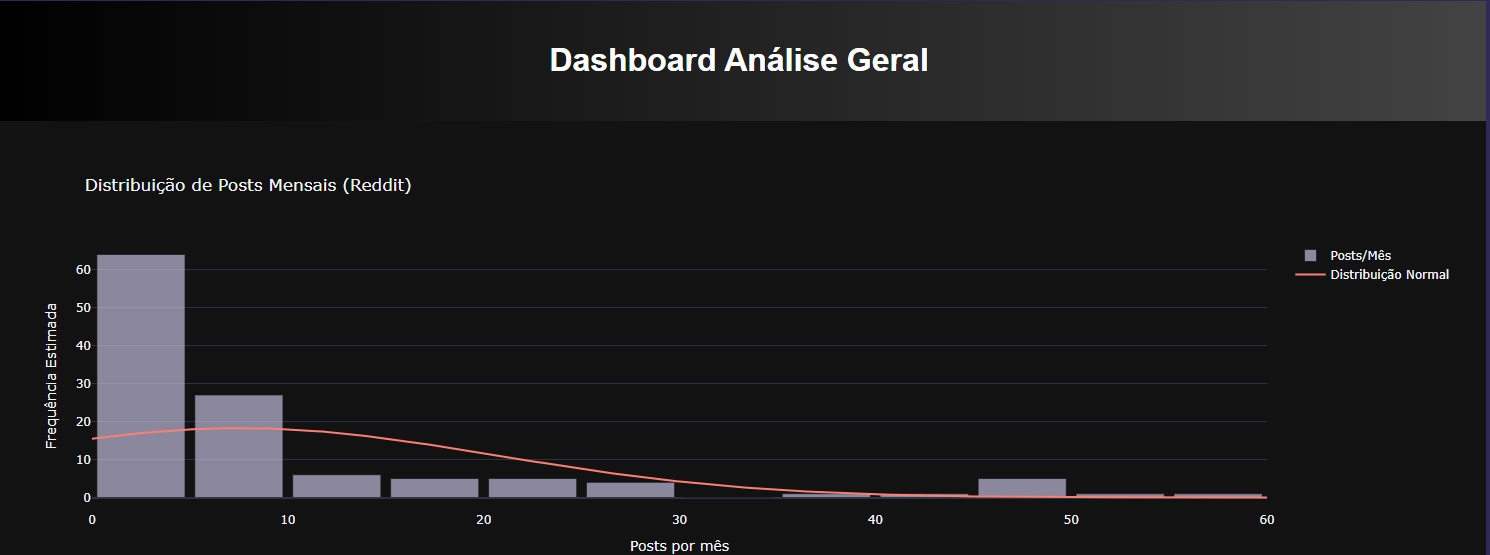 Dashboard Análise Geral
Distribuição de Posts Mensais (Reddit)
Posts/Mês
Distribuição Normal
Frequência Estimada
60
50
40
30
20
10
0
0 10 20 30 40 50 60
Posts por mês